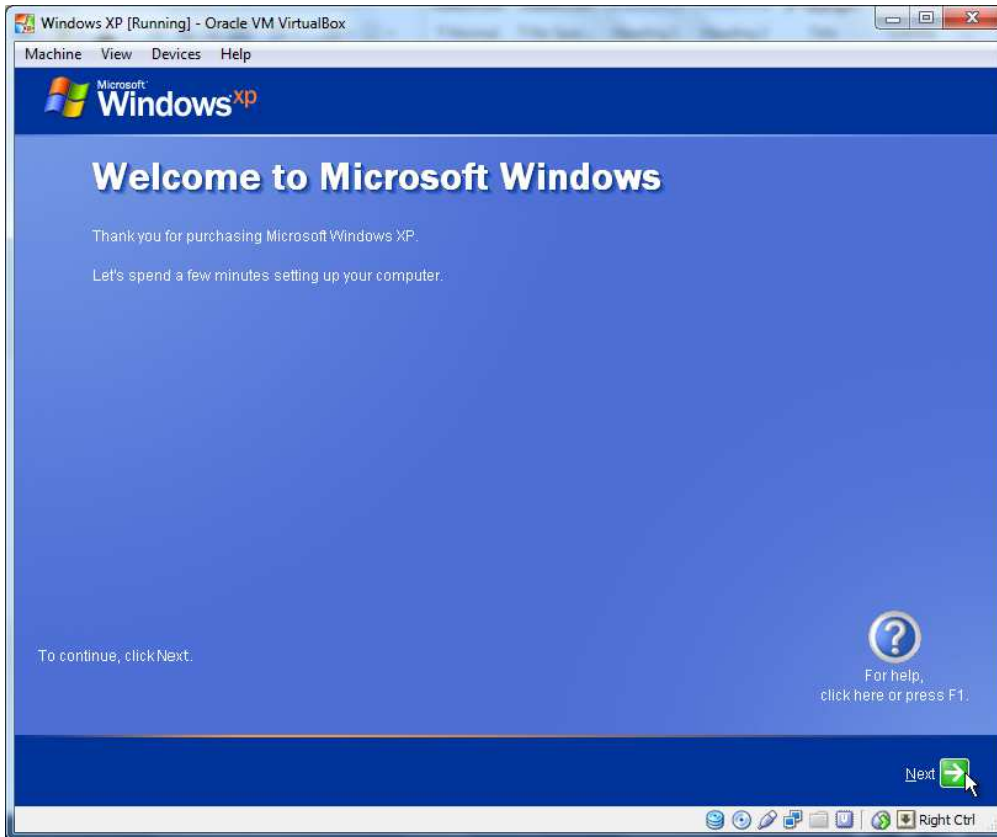 Windows XP [Running] - Oracle VM VirtualBox
Machine View Devices Help
Microsoft
Windows xp
Welcome to Microsoft Windows
Thank you for purchasing Microsoft Windows XP.
Let's spend a few minutes setting up your computer.
To continue, click Next.
For help,
click here or press F1.
Next
Right Ctrl